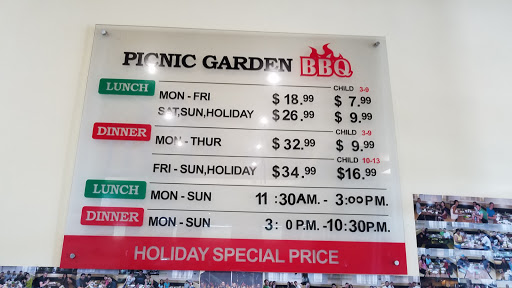 PICNIC GARDEN BBQ
LUNCH CHILD 3-9
MON - FRI $18.99 $7.99
SAT,SUN,HOLIDAY $26.99 $9.99
DINNER CHILD 3-9
MON - THUR $32.99 $9.99
CHILD 10-13
FRI - SUN,HOLIDAY $34.99 $16.99
LUNCH MON - SUN 11 :30AM. - 3:00PM.
DINNER MON - SUN 3: 0 P.M. -10:30P.M.
HOLIDAY SPECIAL PRICE